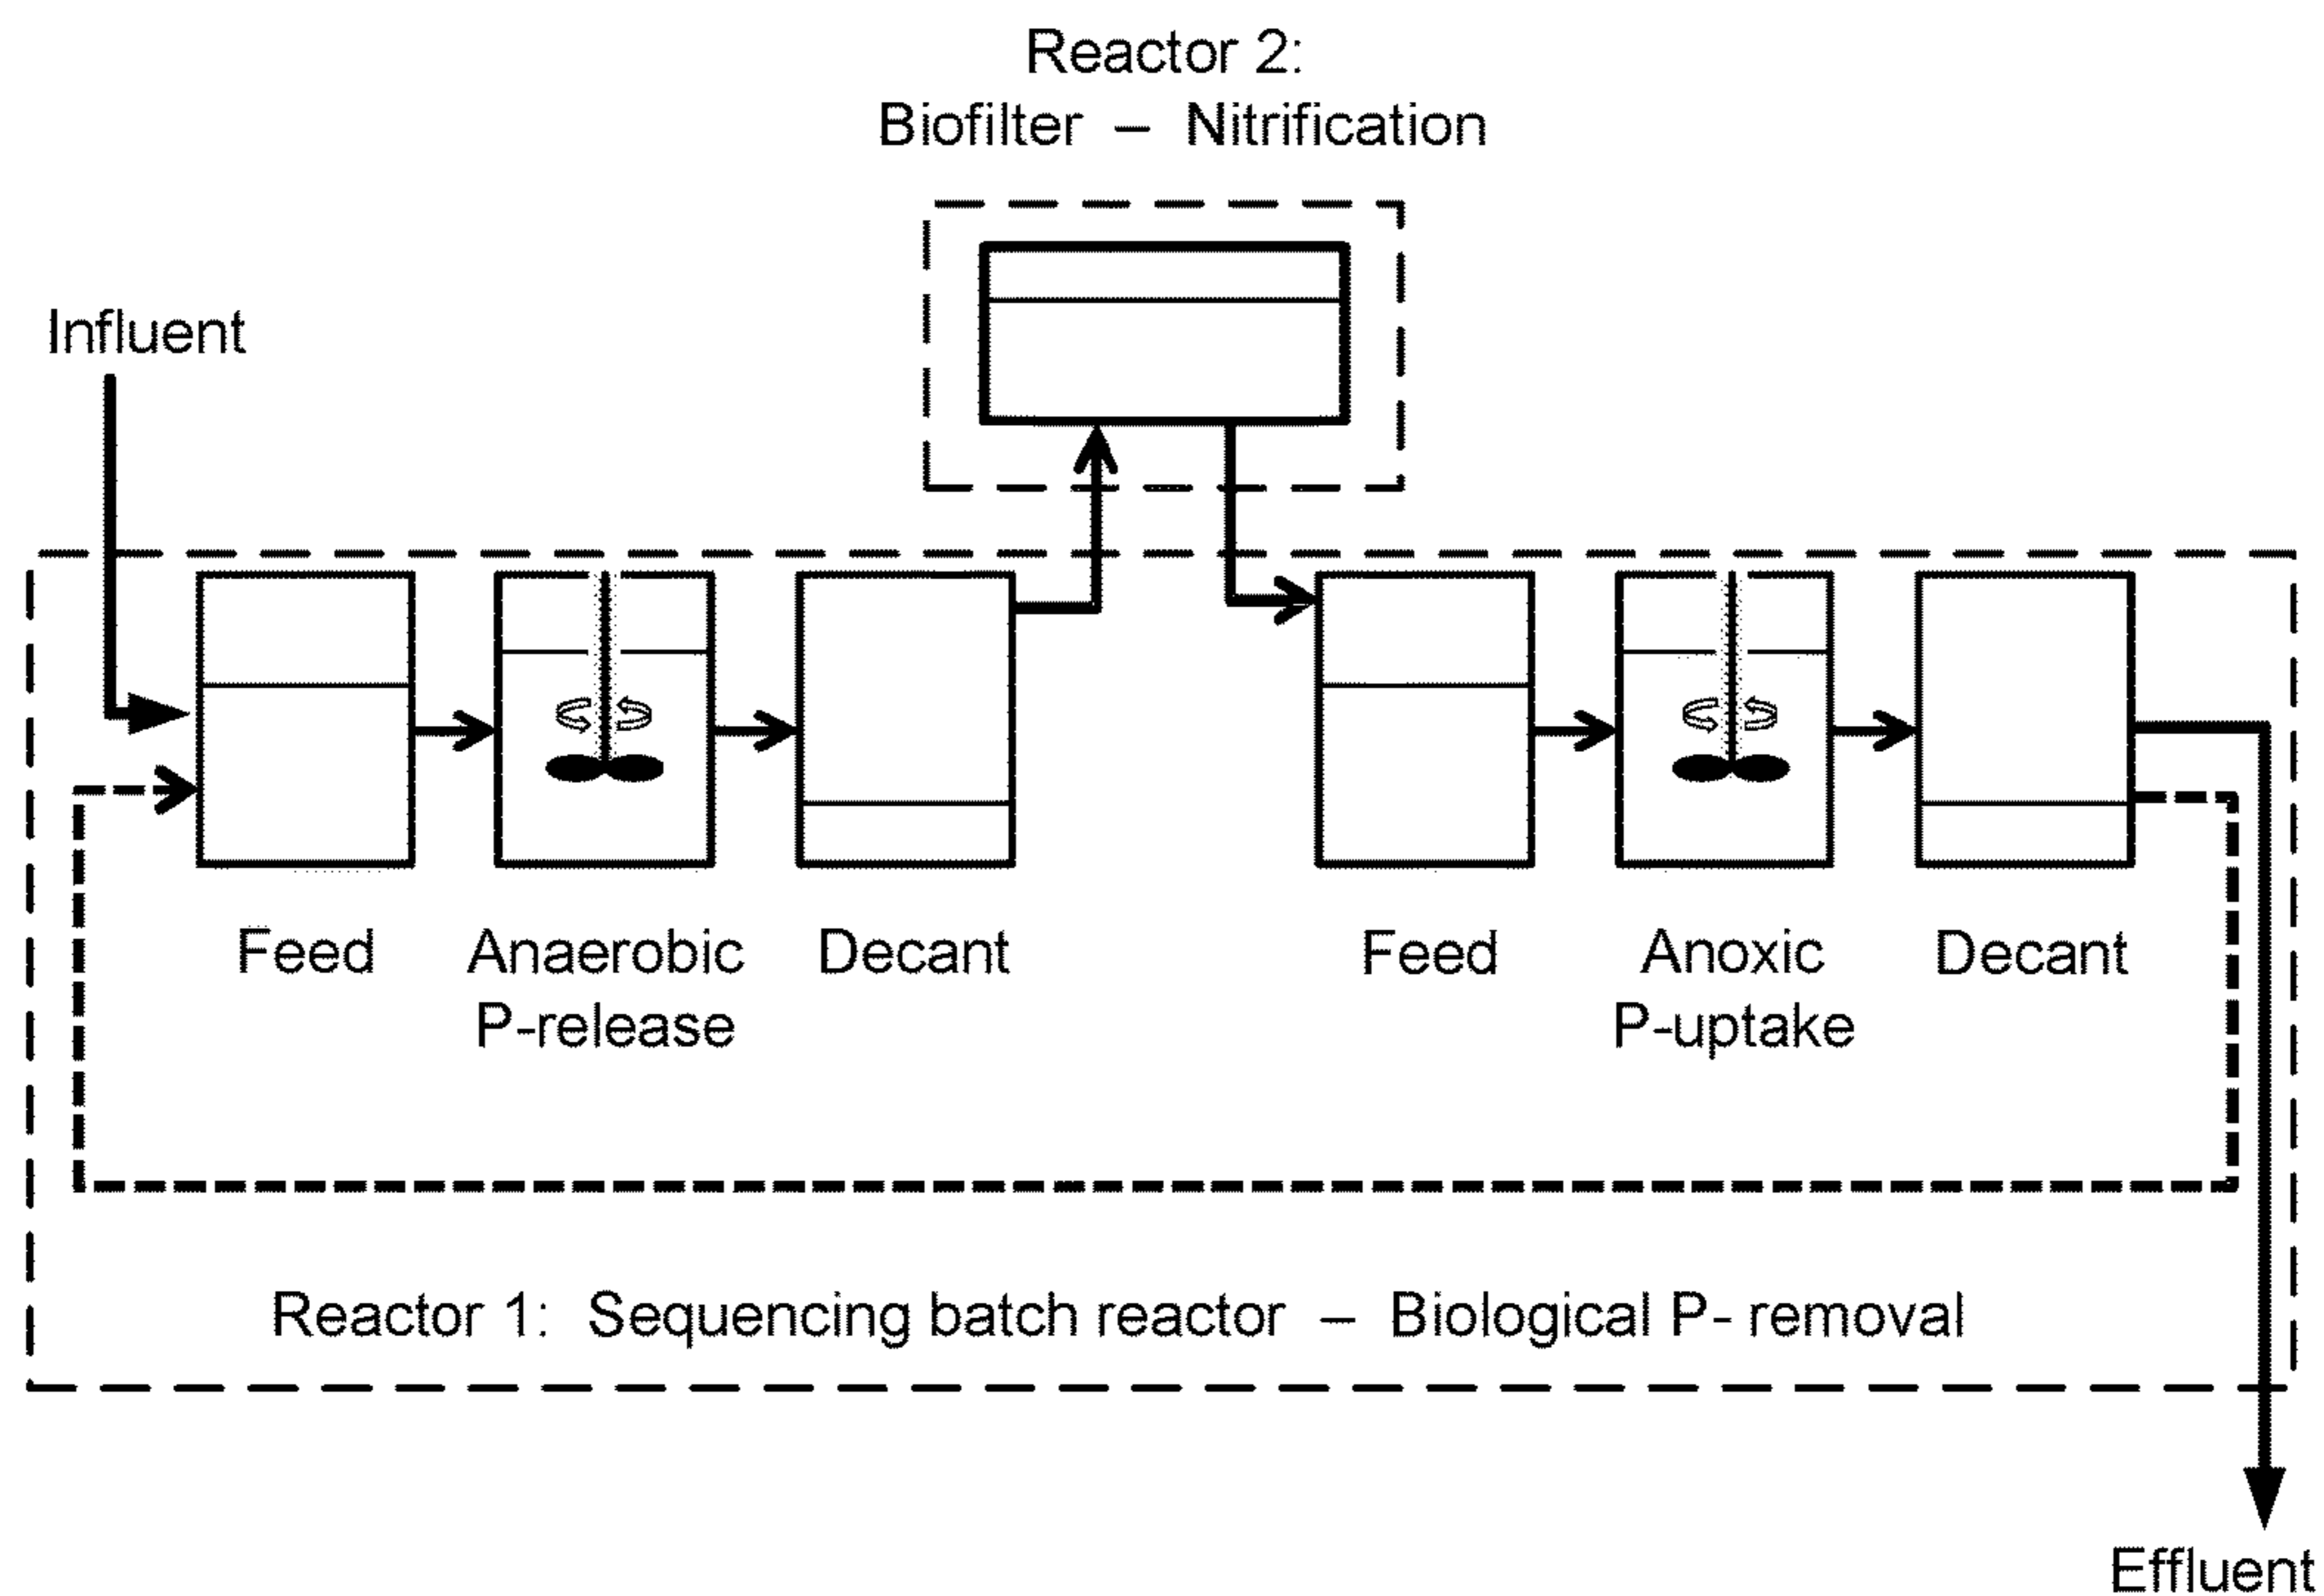 Reactor 2:
Biofilter – Nitrification
Influent
Feed
Anaerobic
P-release
Decant
Feed
Anoxic
P-uptake
Decant
Reactor 1: Sequencing batch reactor – Biological P- removal
Effluent